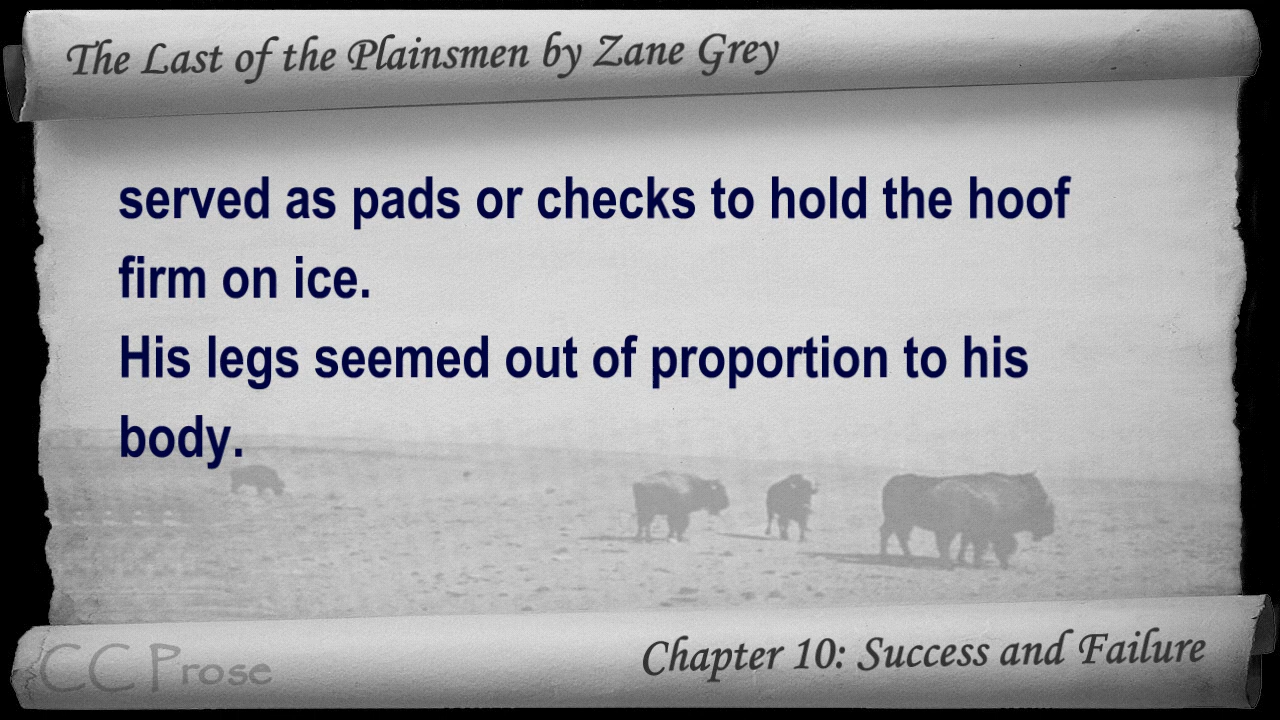 The Last of the Plainsmen by Zane Grey
served as pads or checks to hold the hoof
firm on ice.
His legs seemed out of proportion to his
body.
CC Prose
Chapter 10: Success and Failure